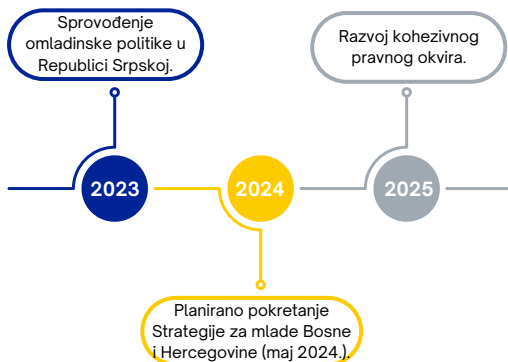 Sprovođenje
omladinske politike u
Republici Srpskoj.
Razvoj kohezivnog
pravnog okvira.
2023
2024
2025
Planirano pokretanje
Strategije za mlade Bosne
i Hercegovine (maj 2024.).